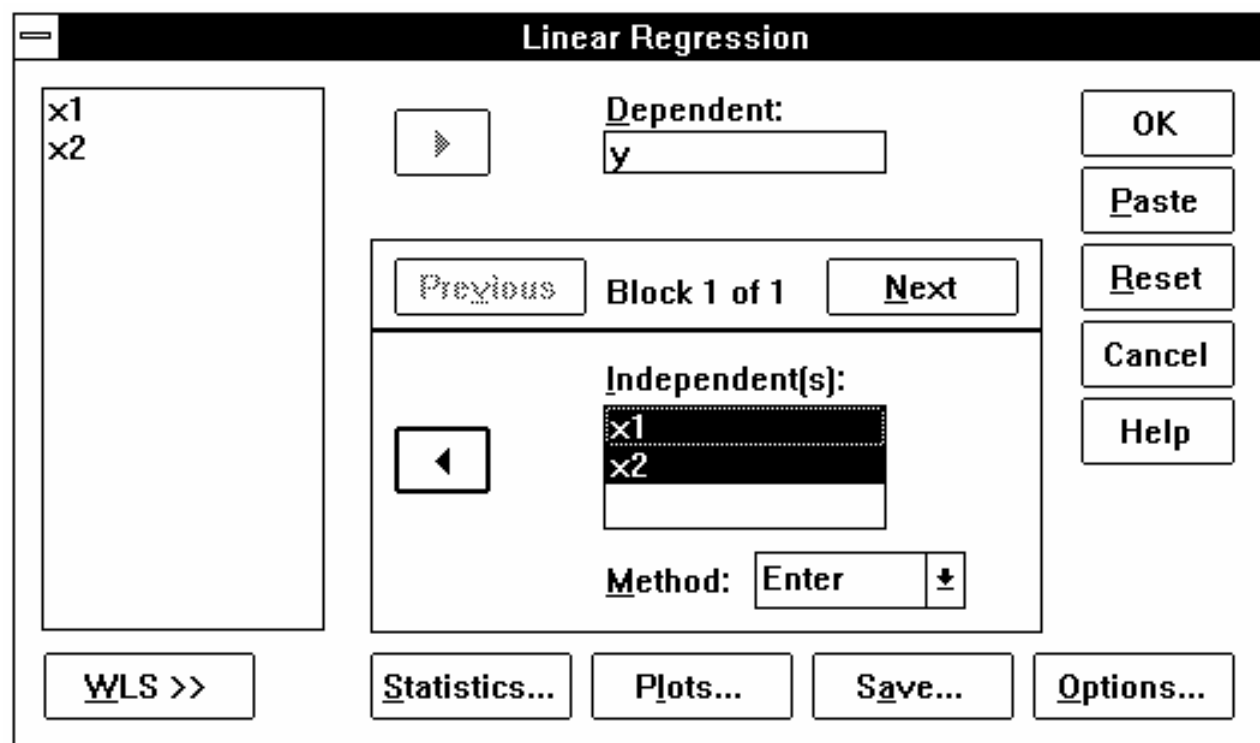 Linear Regression
x1
x2
Dependent:
y
Previous
Block 1 of 1
Next
Independent(s):
x1
x2
Method:
Enter
OK
Paste
Reset
Cancel
Help
WLS >>
Statistics...
Plots...
Save...
Options...